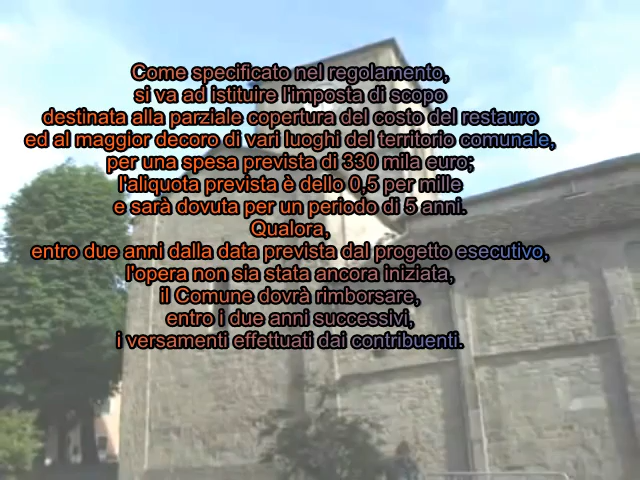 Come specificato nel regolamento,
si va ad istituire l'imposta di scopo
destinata alla parziale copertura del costo del restauro
ed al maggior decoro di vari luoghi del territorio comunale,
per una spesa prevista di 330 mila euro;
l'aliquota prevista è dello 0,5 per mille
e sarà dovuta per un periodo di 5 anni.
Qualora,
entro due anni dalla data prevista dal progetto esecutivo,
l'opera non sia stata ancora iniziata,
il Comune dovrà rimborsare,
entro i due anni successivi,
i versamenti effettuati dai contribuenti.